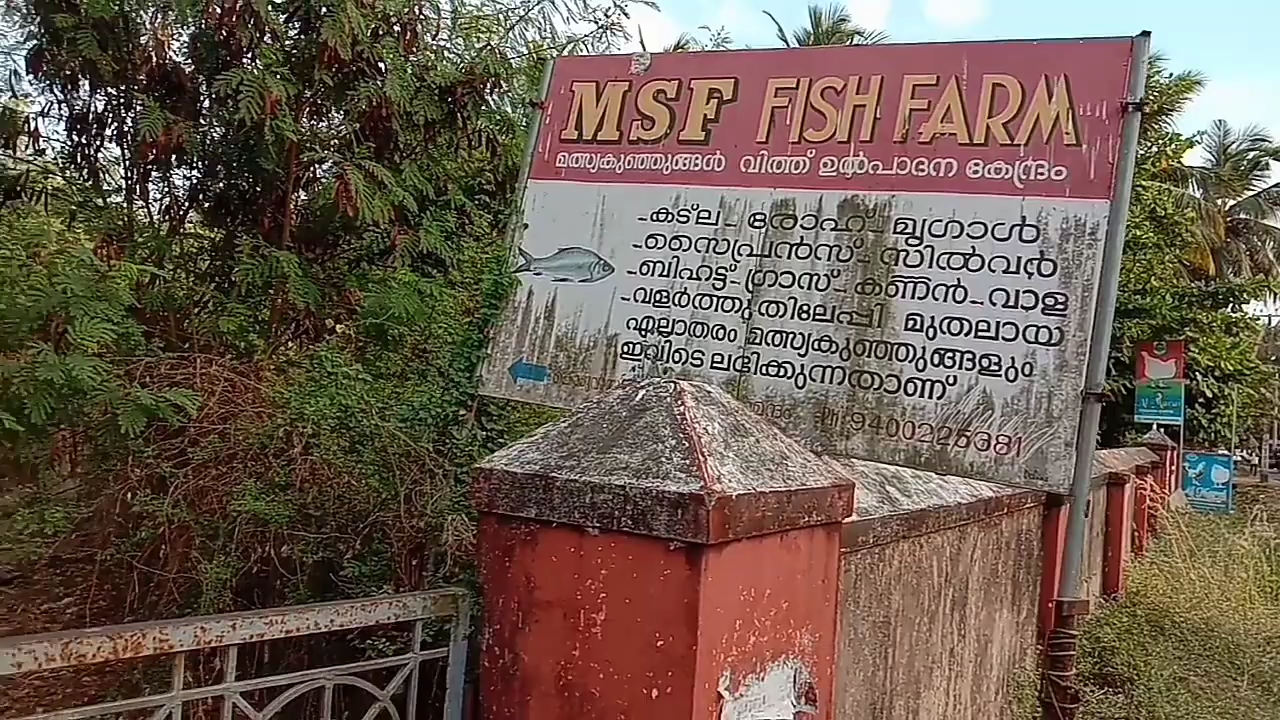 MSF FISH FARM
മത്സ്യകുഞ്ഞുങ്ങൾ വിത്ത് ഉൽപാദന കേന്ദ്രം
-കട്ല- രോഹ്- മൃഗാൾ
-സൈപ്രൻസ്- സിൽവർ
-ബിഹട്ട്-ഗ്രാസ്-കണ്ണൻ-വാള
-വളർത്തു-തിലേപ്പി മുതലായ
എല്ലാതരം മത്സ്യകുഞ്ഞുങ്ങളും
ഇവിടെ ലഭിക്കുന്നതാണ്
9400225381